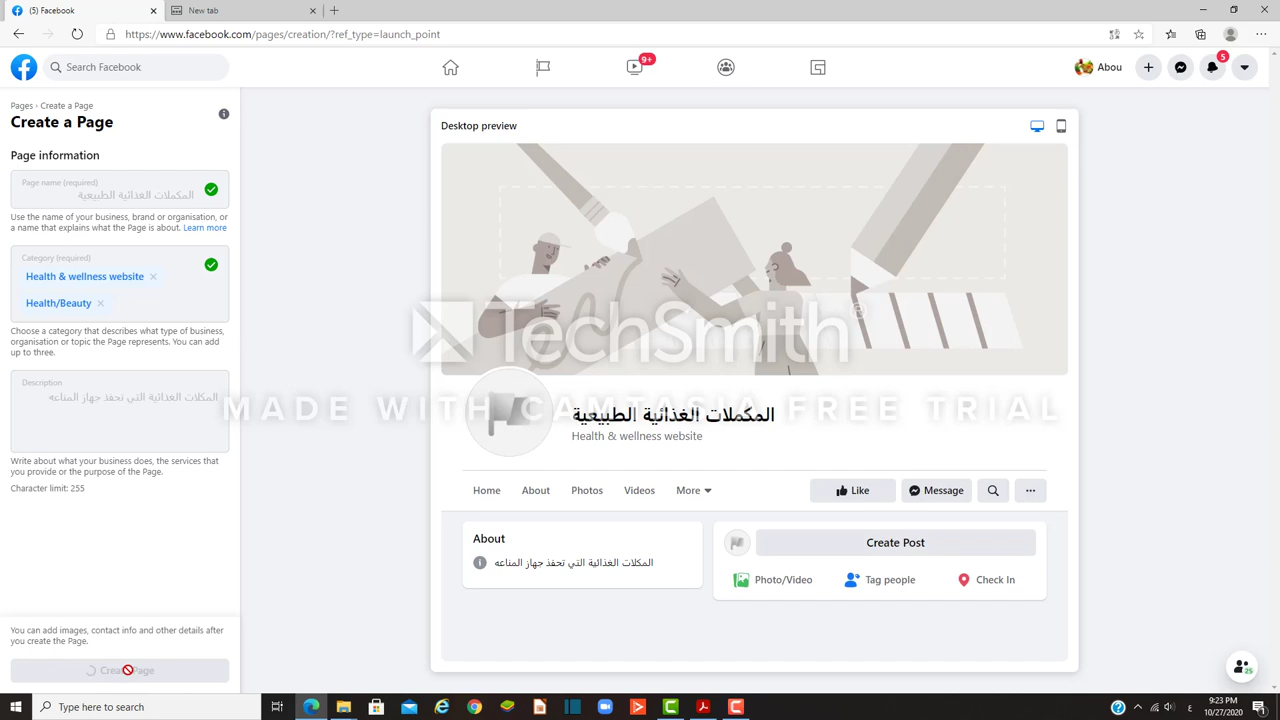 (5) Facebook
New tab
https://www.facebook.com/pages/creation/?ref_type=launch_point
Search Facebook
9+
Abou
5
Pages › Create a Page
Create a Page
Page information
Page name (required)
المكملات الغذائية الطبيعية
Use the name of your business, brand or organisation, or
a name that explains what the Page is about. Learn more
Category (required)
Health & wellness website
Health/Beauty
Choose a category that describes what type of business,
organisation or topic the Page represents. You can add
up to three.
Description
المكلات الغذائية التي تحفذ جهاز المناعه
Write about what your business does, the services that
you provide or the purpose of the Page.
Character limit: 255
You can add images, contact info and other details after
you create the Page.
Create Page
Desktop preview
TechSmith
MADE WITH CAMTASIA FREE TRIAL
المكملات الغذائية الطبيعية
Health & wellness website
Home
About
Photos
Videos
More
Like
Message
About
المكلات الغذائية التي تحفذ جهاز المناعه
Create Post
Photo/Video
Tag people
Check In
25
Type here to search
ع
9:23 PM
10/27/2020
1